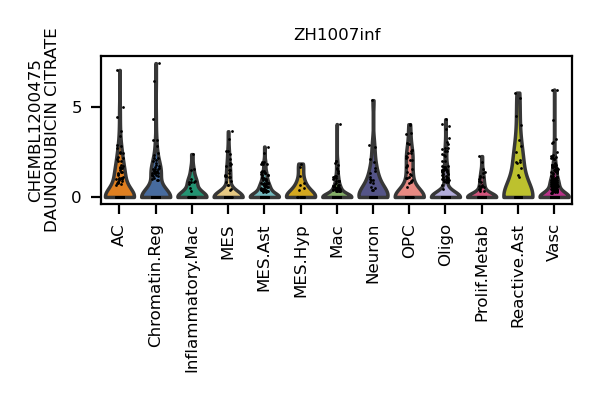 ZH1007inf
CHEMBL1200475
DAUNORUBICIN CITRATE
5
0
AC
Chromatin.Reg
Inflammatory.Mac
MES
MES.Ast
MES.Hyp
Mac
Neuron
OPC
Oligo
Prolif.Metab
Reactive.Ast
Vasc